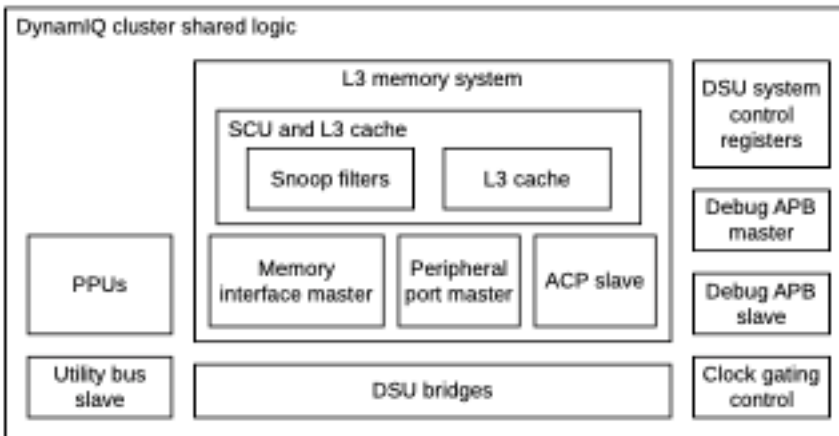 DynamIQ cluster shared logic
L3 memory system
SCU and L3 cache
Snoop filters
L3 cache
Memory
interface master
Peripheral
port master
ACP slave
PPUs
Utility bus
slave
DSU bridges
DSU system
control
registers
Debug APB
master
Debug APB
slave
Clock gating
control